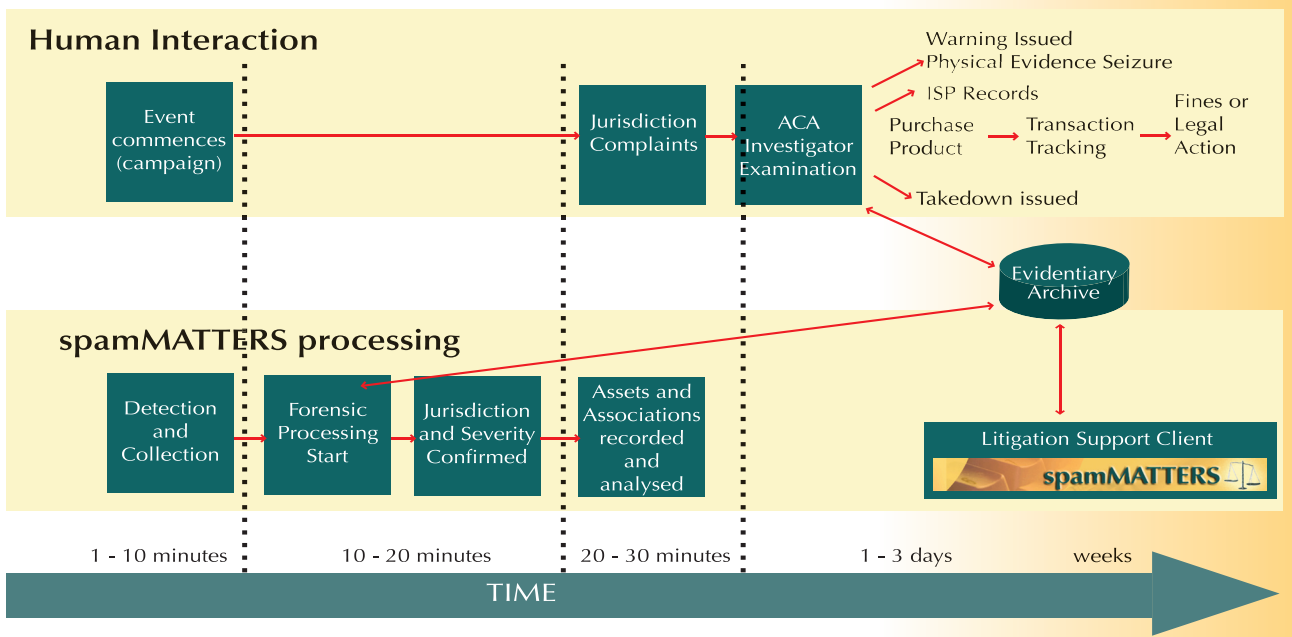 Human Interaction
Event
commences
(campaign)
Jurisdiction
Complaints
ACA
Investigator
Examination
Warning Issued
Physical Evidence Seizure
ISP Records
Purchase
Product
Transaction
Tracking
Fines or
Legal
Action
Takedown issued
Evidentiary
Archive
spamMATTERS processing
Detection
and
Collection
Forensic
Processing
Start
Jurisdiction
and Severity
Confirmed
Assets and
Associations
recorded
and
analysed
Litigation Support Client
spamMATTERS
1 - 10 minutes
10 - 20 minutes
20 - 30 minutes
1 - 3 days
weeks
TIME